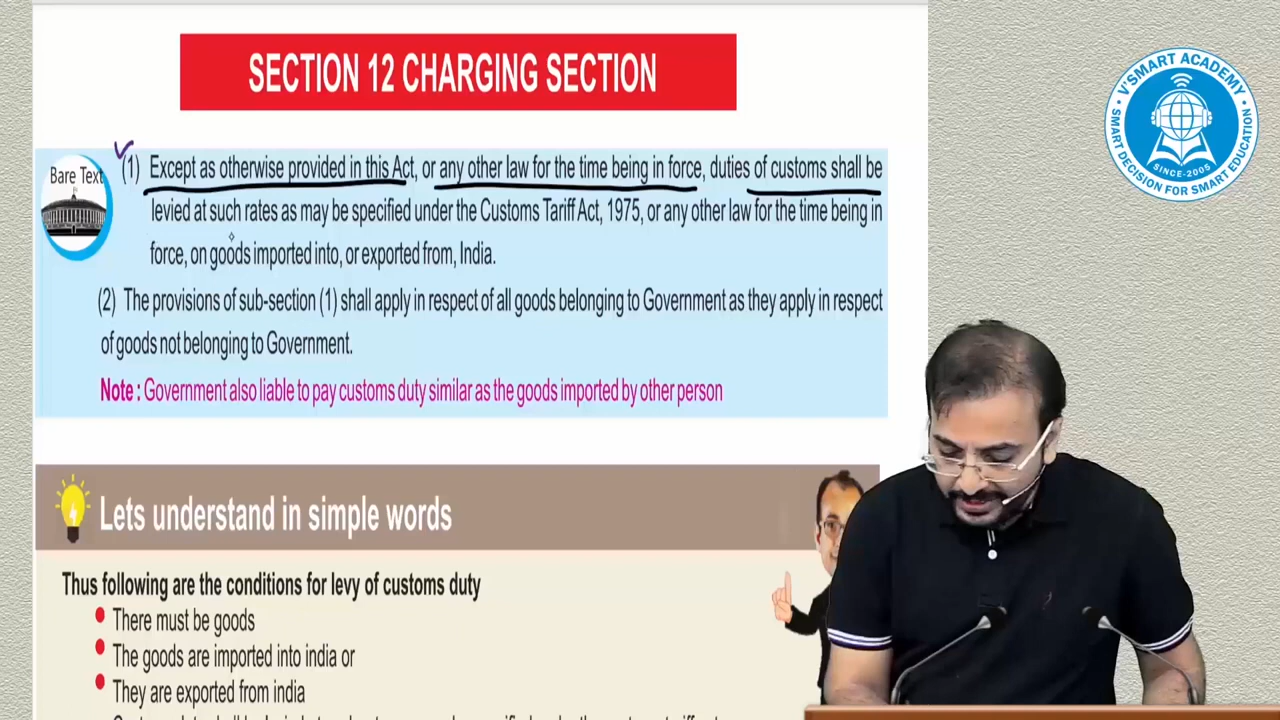 SECTION 12 CHARGING SECTION
V'SMART ACADEMY
SINCE-2005
SMART DECISION FOR SMART EDUCATION
Bare Text
(1) Except as otherwise provided in this Act, or any other law for the time being in force, duties of customs shall be
levied at such rates as may be specified under the Customs Tariff Act, 1975, or any other law for the time being in
force, on goods imported into, or exported from, India.
(2) The provisions of sub-section (1) shall apply in respect of all goods belonging to Government as they apply in respect
of goods not belonging to Government.
Note : Government also liable to pay customs duty similar as the goods imported by other person
Lets understand in simple words
Thus following are the conditions for levy of customs duty
There must be goods
The goods are imported into india or
They are exported from india